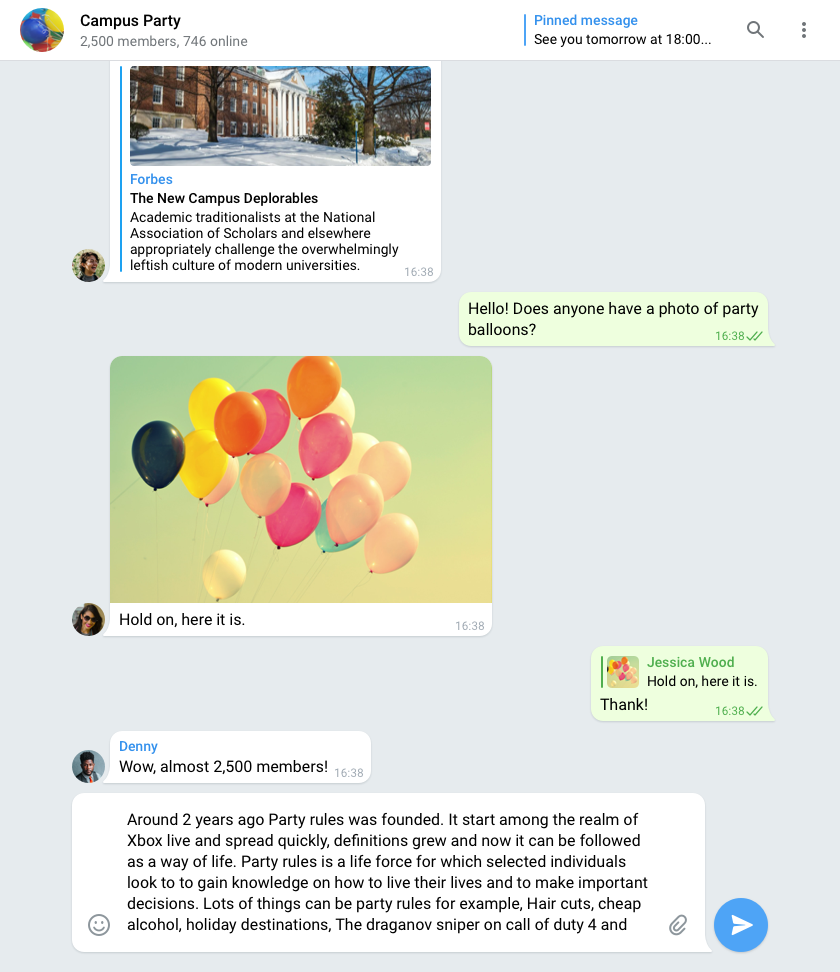 Campus Party
2,500 members, 746 online
Pinned message
See you tomorrow at 18:00...
Forbes
The New Campus Deplorables
Academic traditionalists at the National
Association of Scholars and elsewhere
appropriately challenge the overwhelmingly
leftish culture of modern universities.
16:38
Hello! Does anyone have a photo of party
balloons?
16:38
Hold on, here it is.
16:38
Jessica Wood
Hold on, here it is.
Thank!
16:38
Denny
Wow, almost 2,500 members!
16:38
Around 2 years ago Party rules was founded. It start among the realm of
Xbox live and spread quickly, definitions grew and now it can be followed
as a way of life. Party rules is a life force for which selected individuals
look to to gain knowledge on how to live their lives and to make important
decisions. Lots of things can be party rules for example, Hair cuts, cheap
alcohol, holiday destinations, The draganov sniper on call of duty 4 and